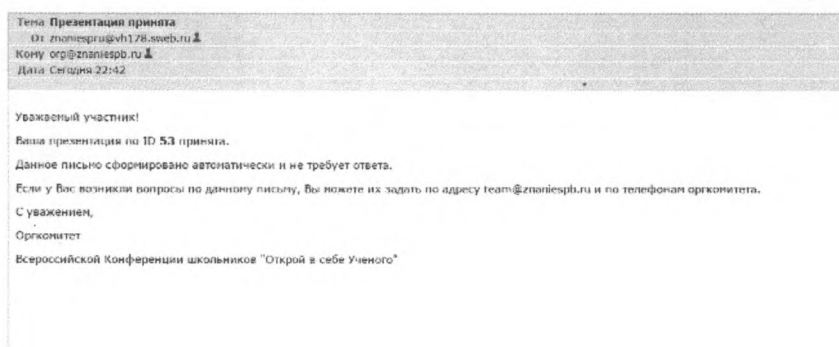 Тема Презентация принята
От znaniespru@vh178.sweb.ru
Кому org@znaniespb.ru
Дата Сегодня 22:42
Уважаемый участник!
Ваша презентация по ID 53 принята.
Данное письмо сформировано автоматически и не требует ответа.
Если у Вас возникли вопросы по данному письму, Вы можете их задать по адресу team@znaniespb.ru и по телефонам оргкомитета.
С уважением,
Оргкомитет
Всероссийской Конференции школьников "Открой в себе Ученого"